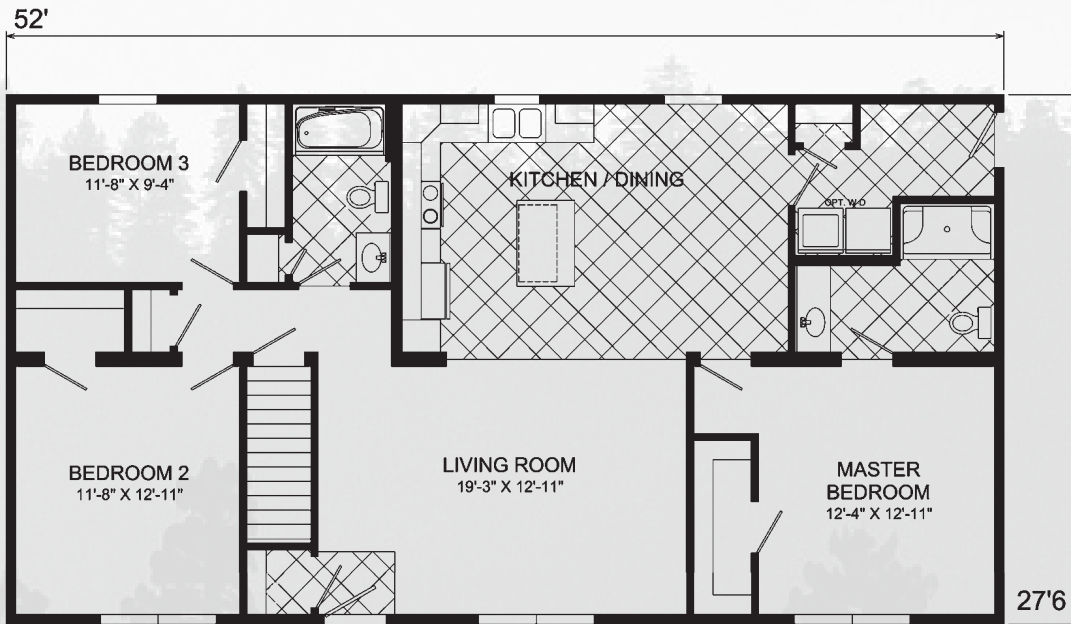 52'
BEDROOM 3
11'-8" X 9'-4"
KITCHEN / DINING
OPT. W D
BEDROOM 2
11'-8" X 12'-11"
LIVING ROOM
19'-3" X 12'-11"
MASTER
BEDROOM
12'-4" X 12'-11"
27'6